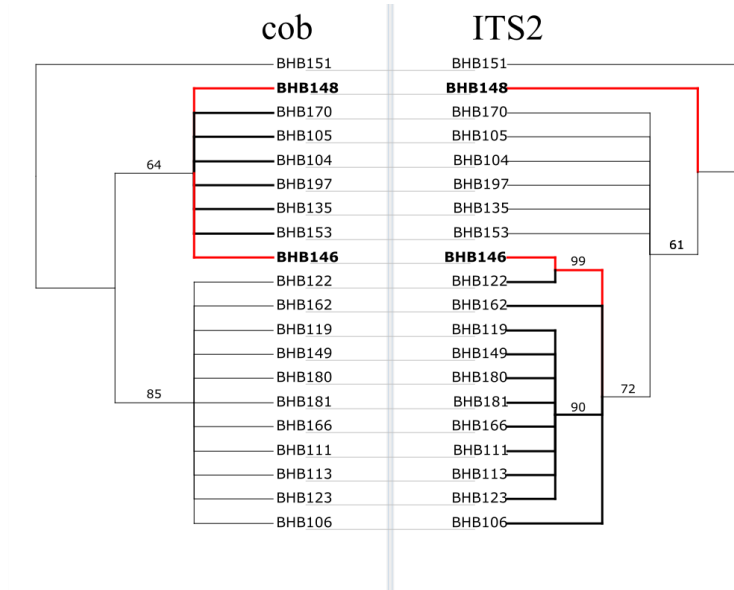 cob ITS2
BHB151 BHB151
BHB148 BHB148
BHB170 BHB170
BHB105 BHB105
BHB104 BHB104
64
BHB197 BHB197
BHB135 BHB135
BHB153 BHB153
61
BHB146 BHB146
99
BHB122 BHB122
BHB162 BHB162
BHB119 BHB119
BHB149 BHB149
BHB180 BHB180
85 72
BHB181 BHB181
90
BHB166 BHB166
BHB111 BHB111
BHB113 BHB113
BHB123 BHB123
BHB106 BHB106